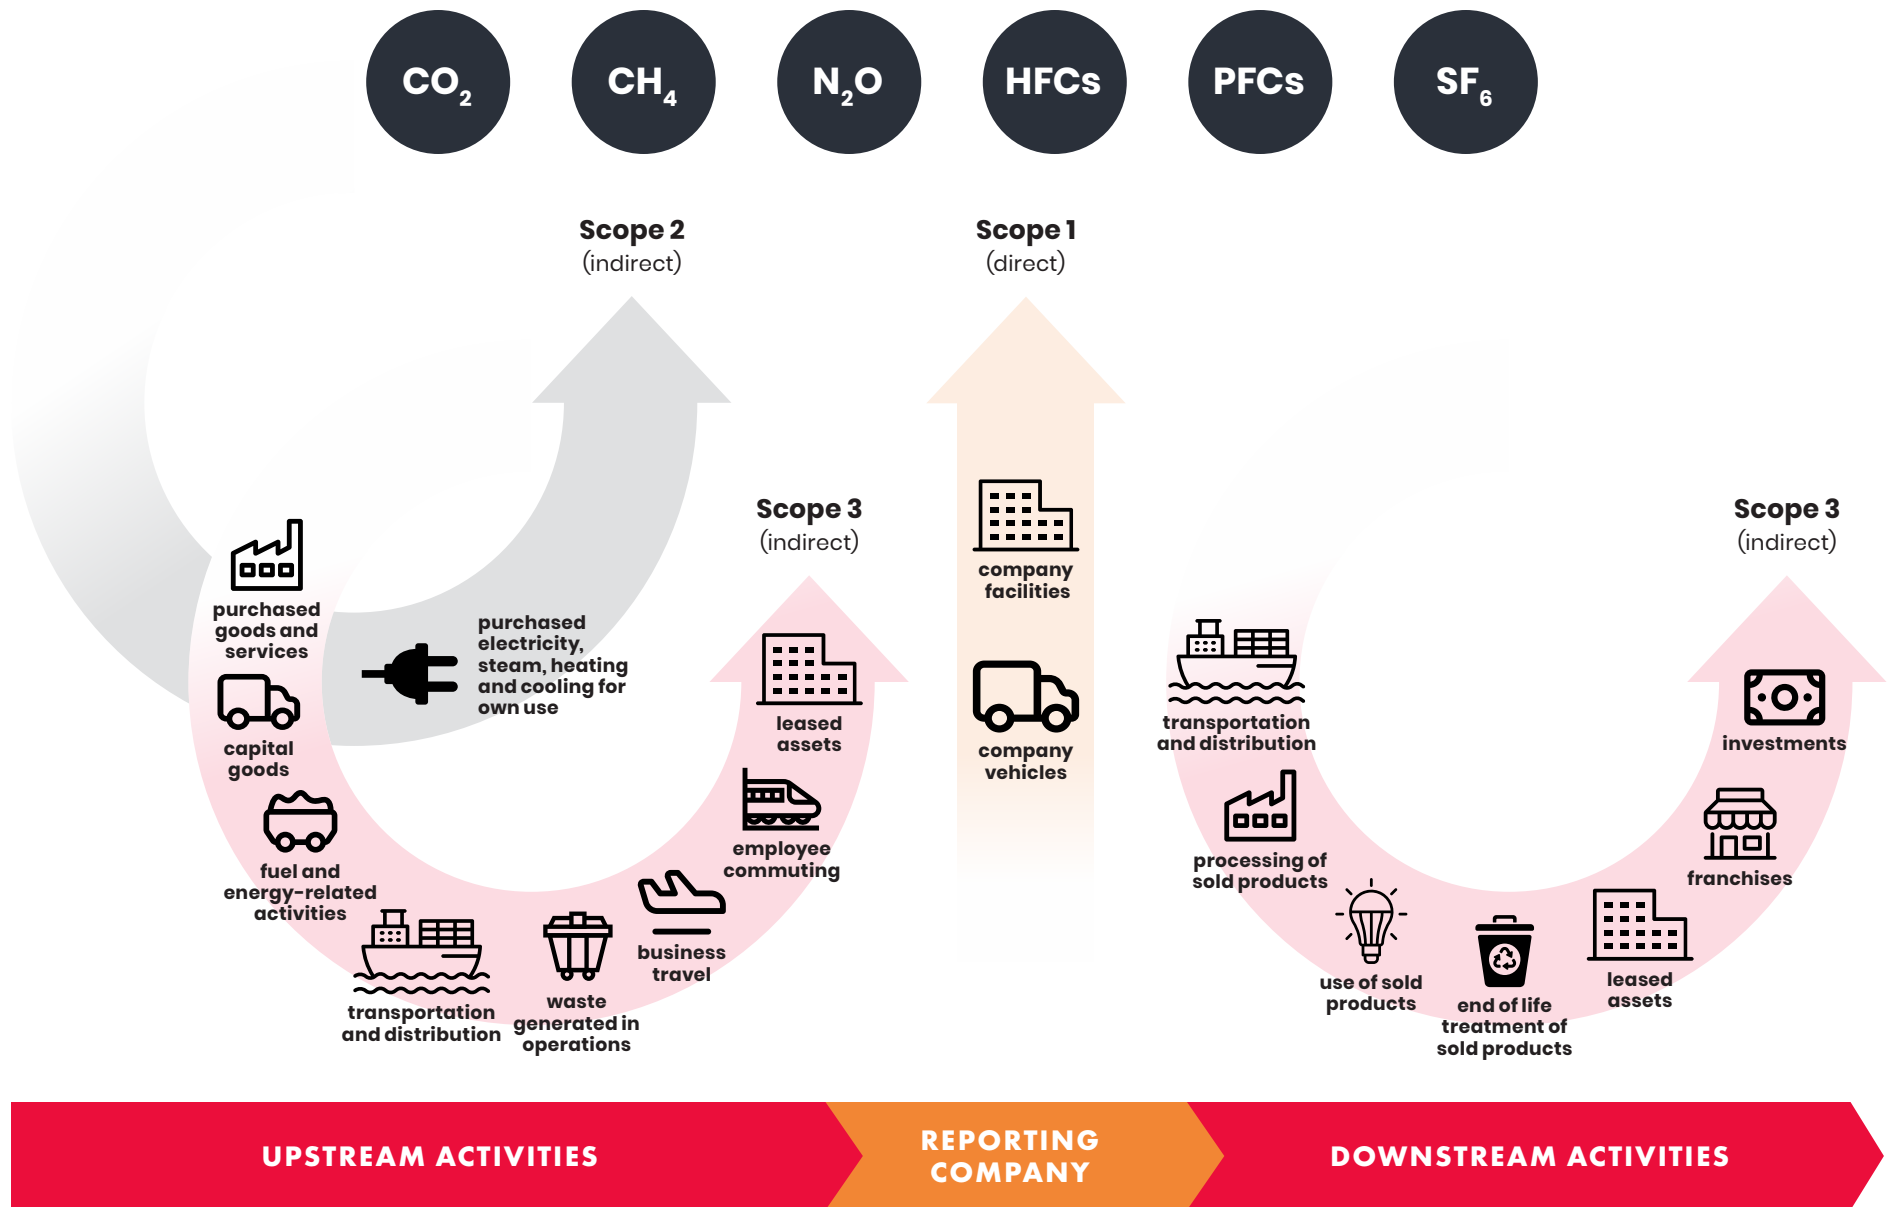 CO2
CH4
N2O
HFCs
PFCs
SF6
Scope 2
(indirect)
Scope 1
(direct)
Scope 3
(indirect)
Scope 3
(indirect)
purchased
goods and
services
capital
goods
fuel and
energy-related
activities
transportation
and distribution
waste
generated in
operations
business
travel
employee
commuting
leased
assets
purchased
electricity,
steam, heating
and cooling for
own use
company
facilities
company
vehicles
transportation
and distribution
processing of
sold products
use of sold
products
end of life
treatment of
sold products
leased
assets
franchises
investments
UPSTREAM ACTIVITIES
REPORTING
COMPANY
DOWNSTREAM ACTIVITIES